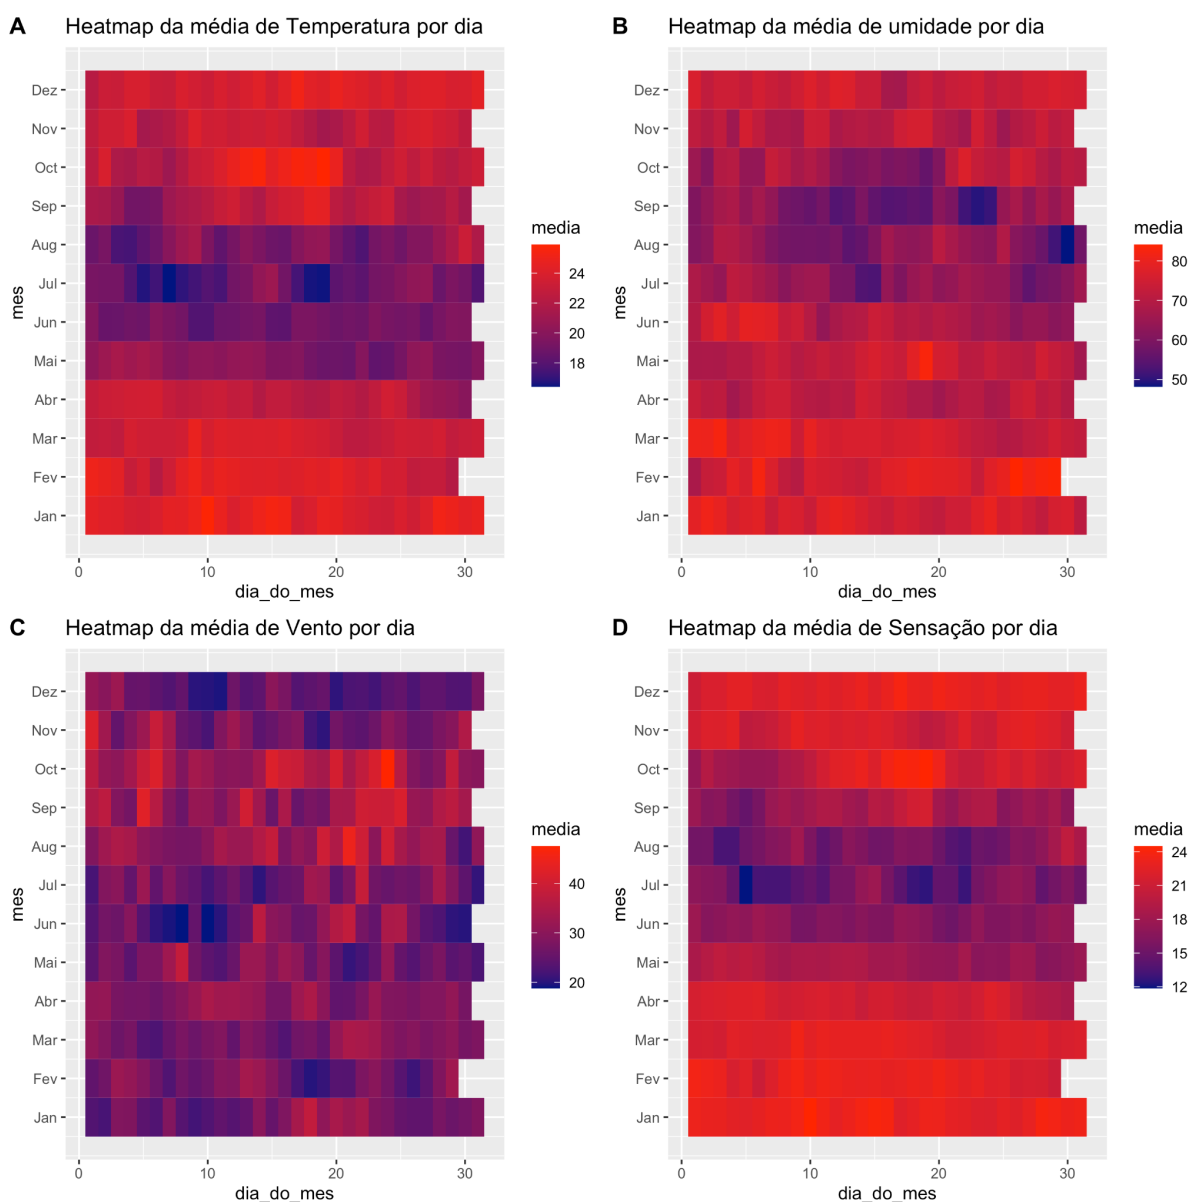 A Heatmap da média de Temperatura por dia
mes
Dez
Nov
Oct
Sep
Aug
Jul
Jun
Mai
Abr
Mar
Fev
Jan
0 10 20 30
dia_do_mes
media
24
22
20
18
B Heatmap da média de umidade por dia
mes
Dez
Nov
Oct
Sep
Aug
Jul
Jun
Mai
Abr
Mar
Fev
Jan
0 10 20 30
dia_do_mes
media
80
70
60
50
C Heatmap da média de Vento por dia
mes
Dez
Nov
Oct
Sep
Aug
Jul
Jun
Mai
Abr
Mar
Fev
Jan
0 10 20 30
dia_do_mes
media
40
30
20
D Heatmap da média de Sensação por dia
mes
Dez
Nov
Oct
Sep
Aug
Jul
Jun
Mai
Abr
Mar
Fev
Jan
0 10 20 30
dia_do_mes
media
24
21
18
15
12